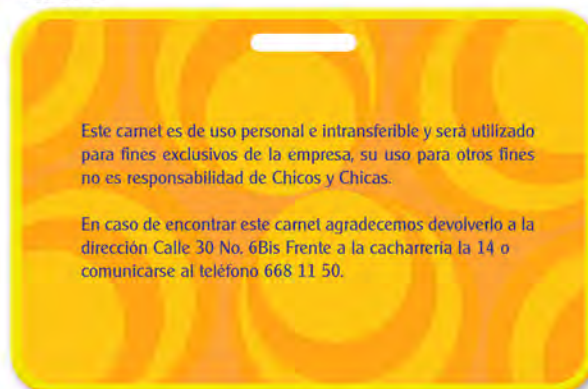 Este carnet es de uso personal e intransferible y será utilizado
para fines exclusivos de la empresa, su uso para otros fines
no es responsabilidad de Chicos y Chicas.
En caso de encontrar este carnet agradecemos devolverlo a la
dirección Calle 30 No. 6Bis Frente a la cacharrería la 14 o
comunicarse al teléfono 668 11 50.